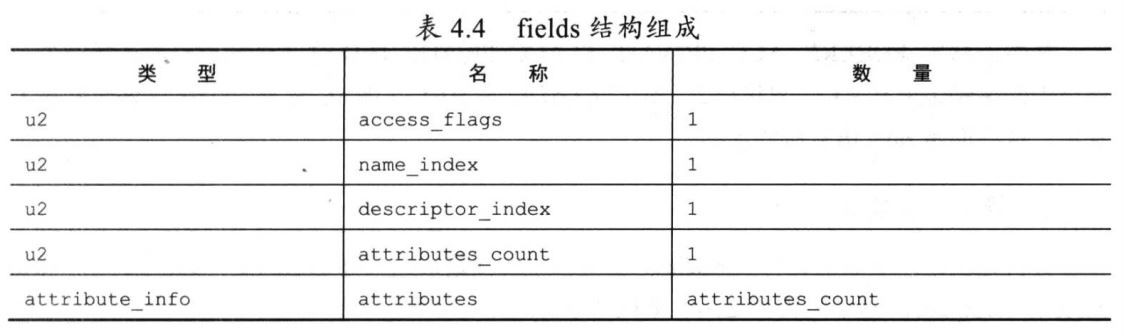 表 4.4 fields 结构组成
类 型 名 称 数 量
u2 access_flags 1
u2 name_index 1
u2 descriptor_index 1
u2 attributes_count 1
attribute_info attributes attributes_count